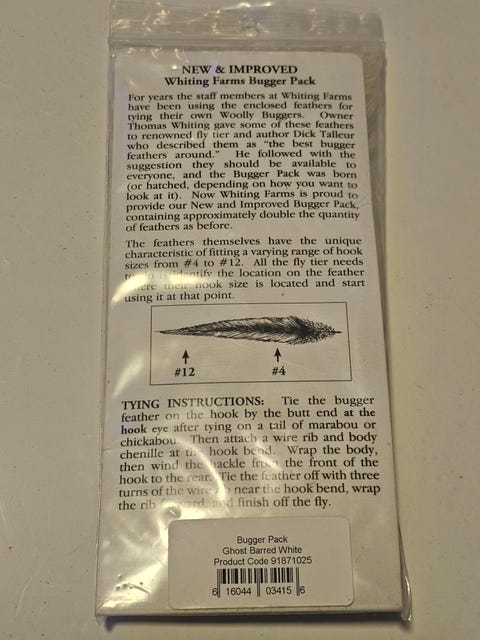 NEW & IMPROVED
Whiting Farms Bugger Pack
For years the staff members at Whiting Farms
have been using the enclosed feathers for
tying their own Woolly Buggers. Owner
Thomas Whiting gave some of these feathers
to renowned fly tier and author Dick Talleur
who described them as "the best bugger
feathers around." He followed with the
suggestion they should be available to
everyone, and the Bugger Pack was born
(or hatched, depending on how you want to
look at it). Now Whiting Farms is proud to
provide our New and Improved Bugger Pack,
containing approximately double the quantity
of feathers as before.
The feathers themselves have the unique
characteristic of fitting a varying range of hook
sizes from #4 to #12. All the fly tier needs
to do is identify the location on the feather
where their hook size is located and start
using it at that point.
#12 #4
TYING INSTRUCTIONS: Tie the bugger
feather on the hook by the butt end at the
hook eye after tying on a tail of marabou or
chickabou. Then attach a wire rib and body
chenille at the hook bend. Wrap the body,
then wind the hackle from the front of the
hook to the rear. Tie the feather off with three
turns of the wire rib near the hook bend, wrap
the rib forward, and finish off the fly.
Bugger Pack
Ghost Barred White
Product Code 91871025
6 16044 03415 6